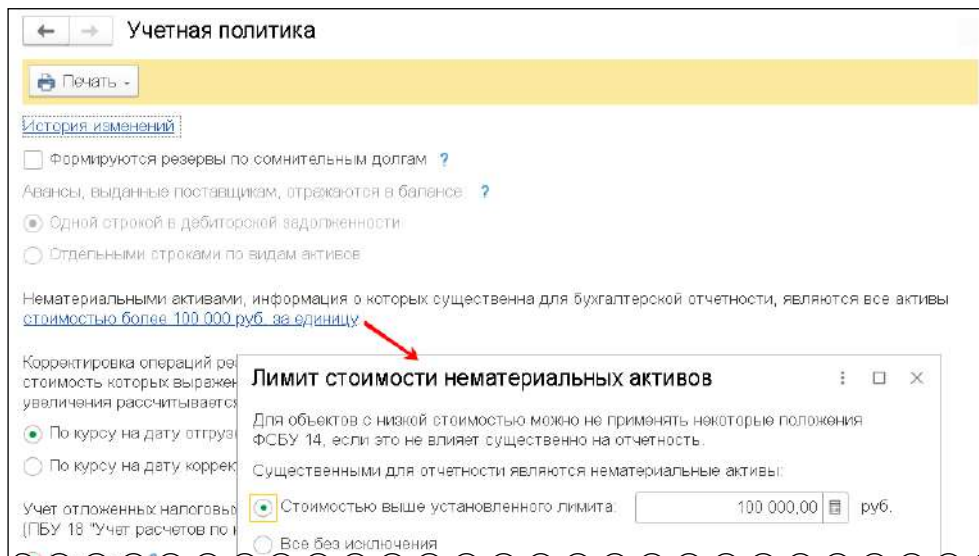 Учетная политика
Печать
История изменений
Формируются резервы по сомнительным долгам ?
Авансы, выданные поставщикам, отражаются в балансе: ?
Одной строкой в дебиторской задолженности
Отдельными строками по видам активов
Нематериальными активами, информация о которых существенна для бухгалтерской отчетности, являются все активы
стоимостью более 100 000 руб. за единицу
Корректировка операций
стоимость которых
увеличения рассчитывается
По курсу на дату
По курсу на дату
Учет отложенных
(ПБУ 18 "Учет расчетов по
Лимит стоимости нематериальных активов
Для объектов с низкой стоимостью можно не применять некоторые положения
ФСБУ 14, если это не влияет существенно на отчетность.
Существенными для отчетности являются нематериальные активы:
Стоимостью выше установленного лимита: 100 000,00 руб.
Все без исключения